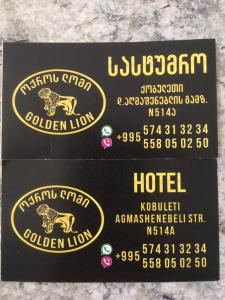 ოქროს ლომი
GOLDEN LION
სასტუმრო
ქობულეთი
დ.აღმაშენებლის გამზ.
N514ა
+995 574 31 32 34
558 05 02 50
ოქროს ლომი
GOLDEN LION
HOTEL
KOBULETI
AGMASHENEBELI STR.
N514A
+995 574 31 32 34
558 05 02 50